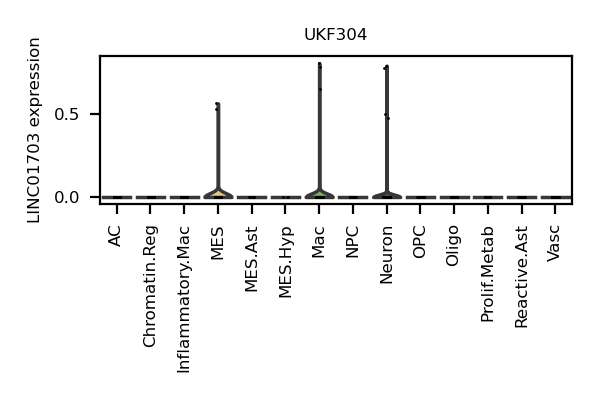 UKF304
LINC01703 expression
0.5
0.0
AC
Chromatin.Reg
Inflammatory.Mac
MES
MES.Ast
MES.Hyp
Mac
NPC
Neuron
OPC
Oligo
Prolif.Metab
Reactive.Ast
Vasc